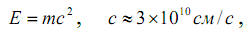 E = mc², c ≈ 3×10¹⁰ см/с ,